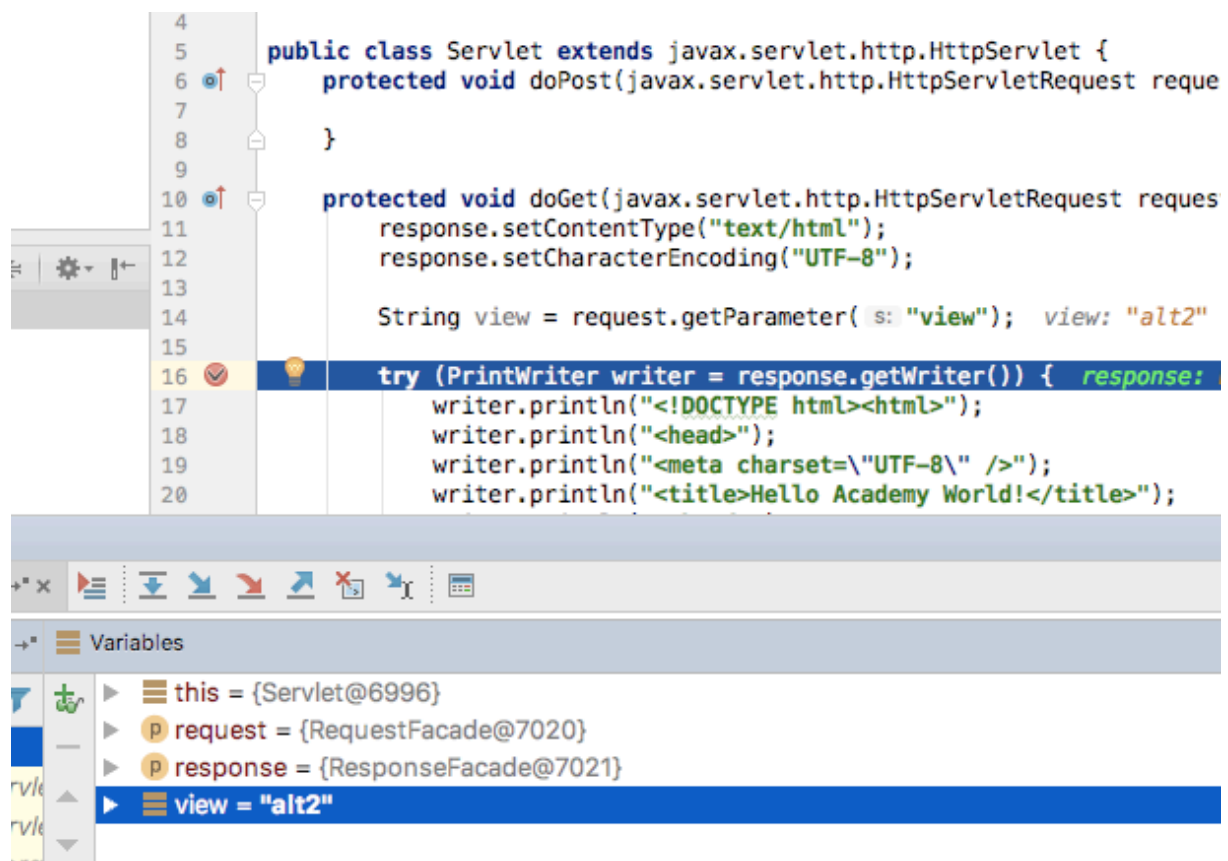 4
5 public class Servlet extends javax.servlet.http.HttpServlet {
6 protected void doPost(javax.servlet.http.HttpServletRequest reque
7
8 }
9
10 protected void doGet(javax.servlet.http.HttpServletRequest reques
11 response.setContentType("text/html");
12 response.setCharacterEncoding("UTF-8");
13
14 String view = request.getParameter( s: "view"); view: "alt2"
15
16 try (PrintWriter writer = response.getWriter()) { response:
17 writer.println("<!DOCTYPE html><html>");
18 writer.println("<head>");
19 writer.println("<meta charset=\"UTF-8\" />");
20 writer.println("<title>Hello Academy World!</title>");
Variables
this = {Servlet@6996}
request = {RequestFacade@7020}
response = {ResponseFacade@7021}
rvle
view = "alt2"
rvle